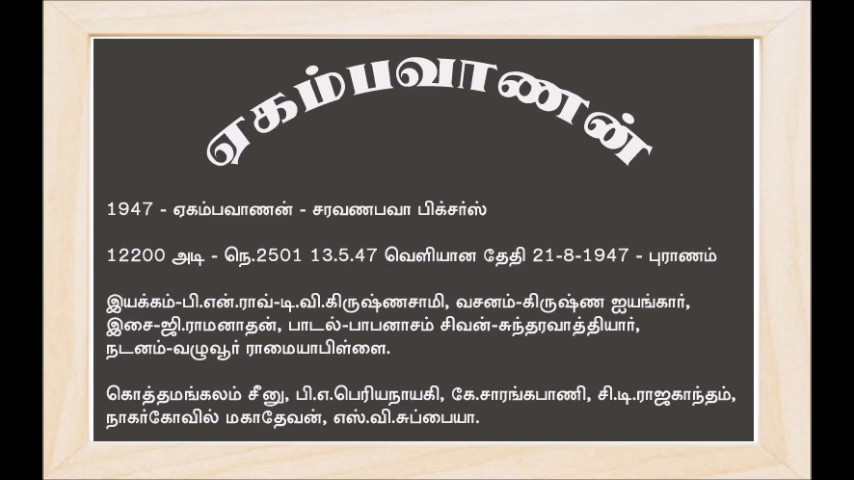 ஏகம்பவாணன்
1947 - ஏகம்பவாணன் - சரவணபவா பிக்சர்ஸ்
12200 அடி - நெ.2501 13.5.47 வெளியான தேதி 21-8-1947 - புராணம்
இயக்கம்-பி.என்.ராவ்-டி.வி.கிருஷ்ணசாமி, வசனம்-கிருஷ்ண ஐயங்கார்,
இசை-ஜி.ராமனாதன், பாடல்-பாபனாசம் சிவன்-சுந்தரவாத்தியார்,
நடனம்-வழுவூர் ராமையாபிள்ளை.
கொத்தமங்கலம் சீனு, பி.எ.பெரியநாயகி, கே.சாரங்கபாணி, சி.டி.ராஜகாந்தம்,
நாகர்கோவில் மகாதேவன், எஸ்.வி.சுப்பையா.